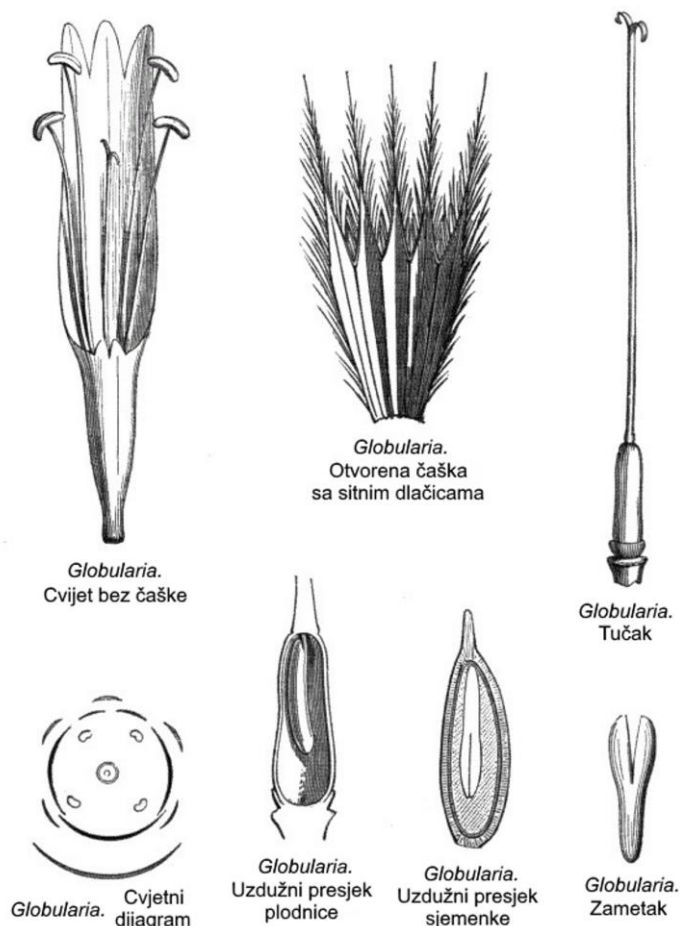 Globularia.
Cvijet bez čaške
Globularia.
Otvorena čaška
sa sitnim dlačicama
Globularia.
Tučak
Globularia. Cvjetni
dijagram
Globularia.
Uzdužni presjek
plodnice
Globularia.
Uzdužni presjek
sjemenke
Globularia.
Zametak